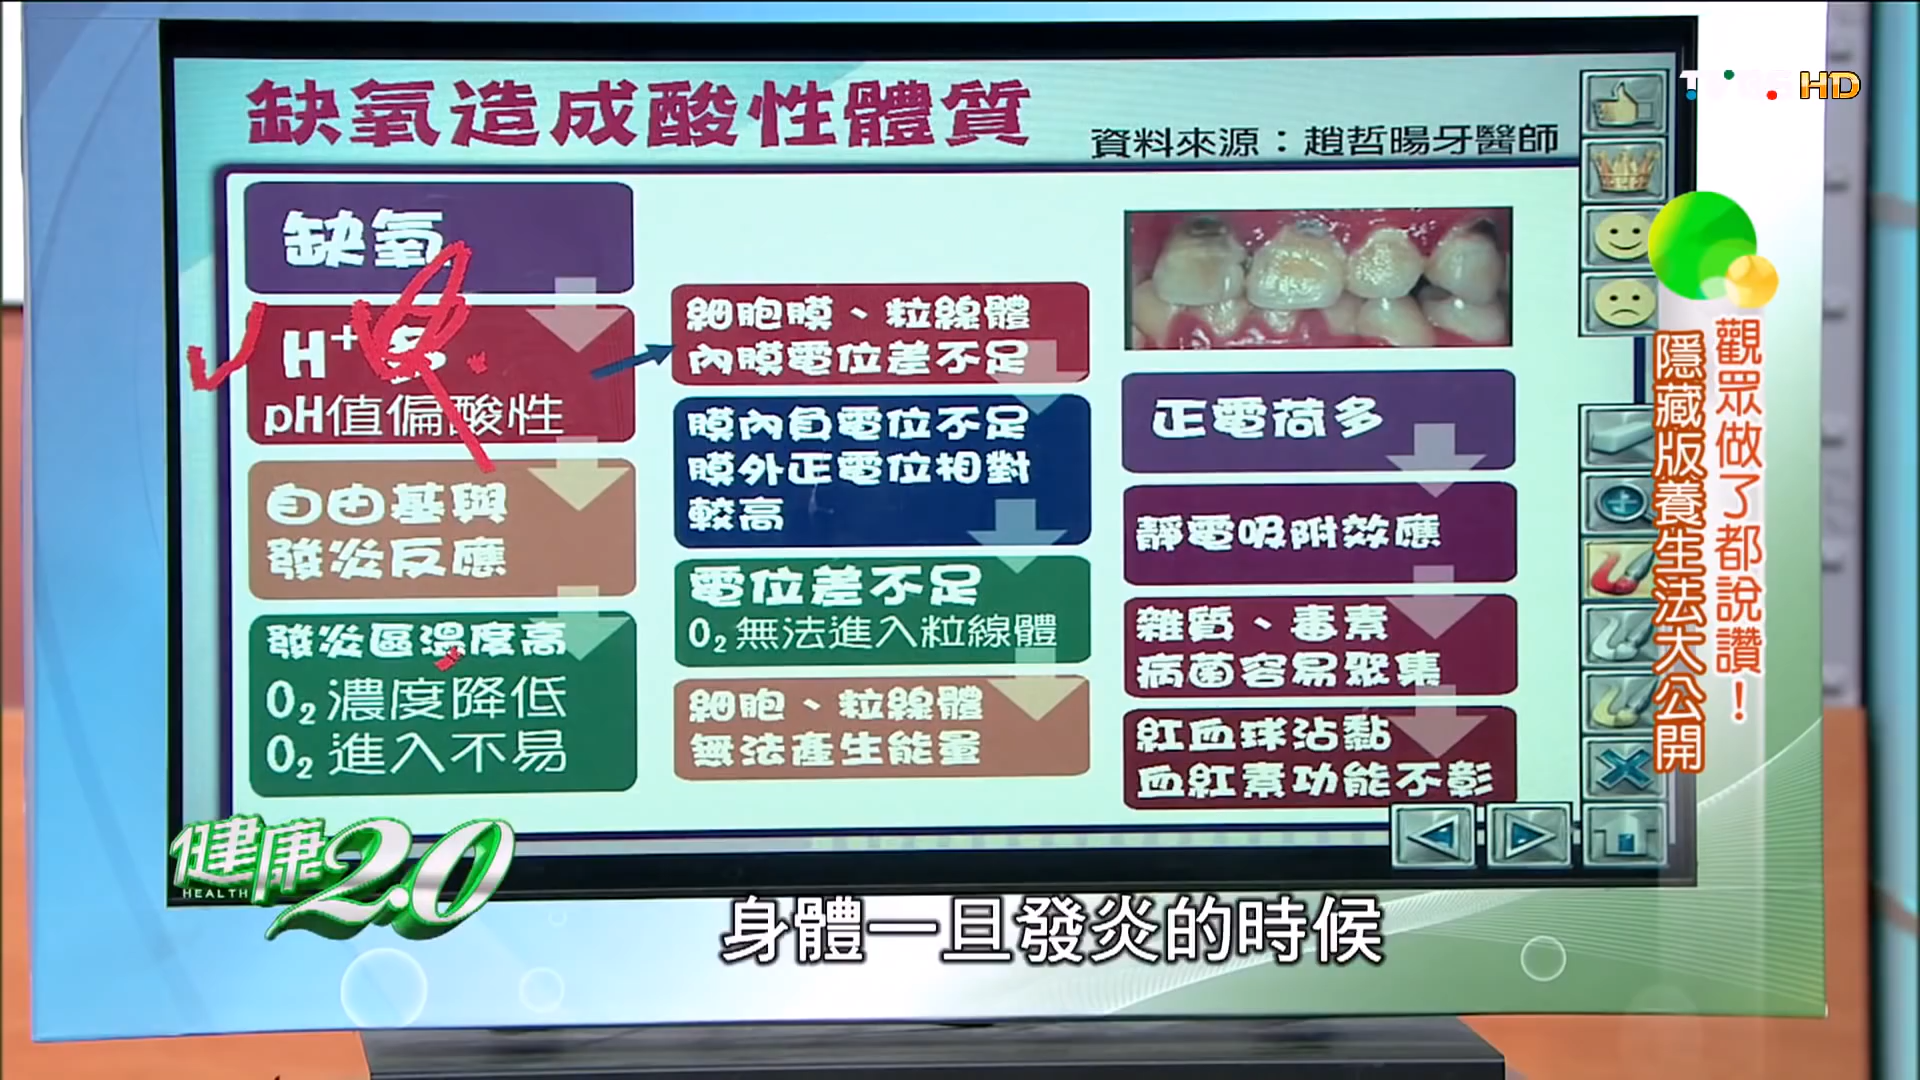 缺氧造成酸性體質
資料來源：趙哲暘牙醫師
缺氧
H⁺多
pH值偏酸性
自由基與
發炎反應
發炎區溫度高
O₂濃度降低
O₂進入不易
細胞膜、粒線體
內膜電位差不足
膜內負電位不足
膜外正電位相對
較高
電位差不足
O₂無法進入粒線體
細胞、粒線體
無法產生能量
正電荷多
靜電吸附效應
雜質、毒素
病菌容易聚集
紅血球沾黏
血紅素功能不彰
HD
觀眾做了都說讚！
隱藏版養生法大公開
健康2.0
HEALTH
身體一旦發炎的時候